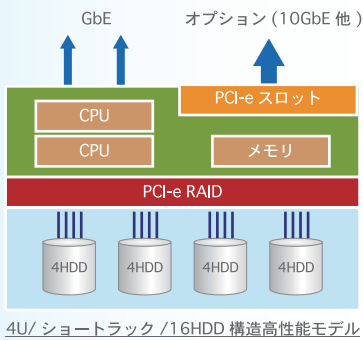 GbE
オプション (10GbE 他 )
PCI-e スロット
CPU
CPU
メモリ
PCI-e RAID
4HDD
4HDD
4HDD
4HDD
4U/ ショートラック /16HDD 構造高性能モデル